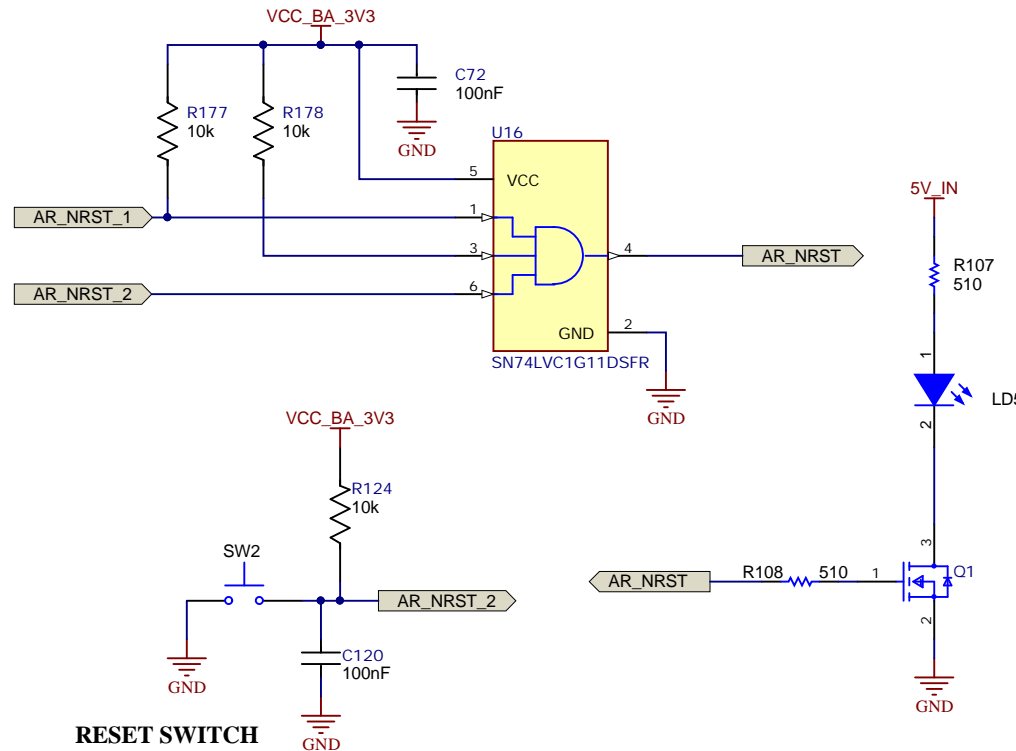 VCC_BA_3V3
C72
100nF
R177
10k
R178
10k
GND
U16
5
VCC
5V_IN
AR_NRST_1
1
3
4
AR_NRST
R107
510
AR_NRST_2
6
GND
2
SN74LVC1G11DSFR
1
GND
LD5
2
VCC_BA_3V3
R124
10k
3
SW2
AR_NRST
R108
510
1
Q1
AR_NRST_2
2
C120
100nF
GND
GND
RESET SWITCH
GND